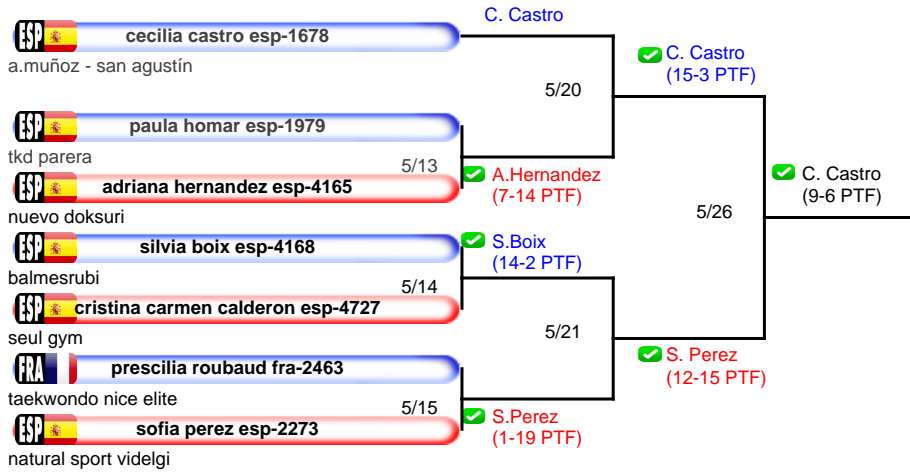 ESP cecilia castro esp-1678
a.muñoz - san agustín
C. Castro
ESP paula homar esp-1979
tkd parera
5/13
ESP adriana hernandez esp-4165
nuevo doksuri
A.Hernandez
(7-14 PTF)
5/20
C. Castro
(15-3 PTF)
ESP silvia boix esp-4168
balmesrubi
5/14
ESP cristina carmen calderon esp-4727
seul gym
S.Boix
(14-2 PTF)
FRA prescilia roubaud fra-2463
taekwondo nice elite
5/15
ESP sofia perez esp-2273
natural sport videlgi
S.Perez
(1-19 PTF)
5/21
S. Perez
(12-15 PTF)
5/26
C. Castro
(9-6 PTF)